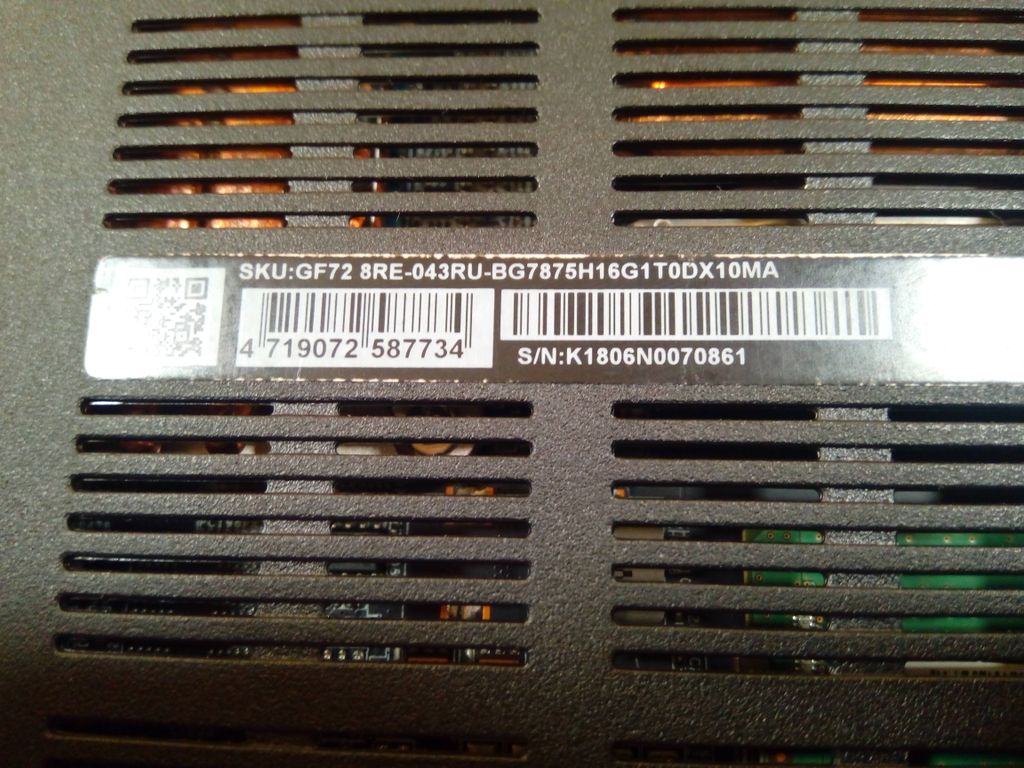 SKU:GF72 8RE-043RU-BG7875H16G1T0DX10MA
4 719072 587734
S/N:K1806N0070861